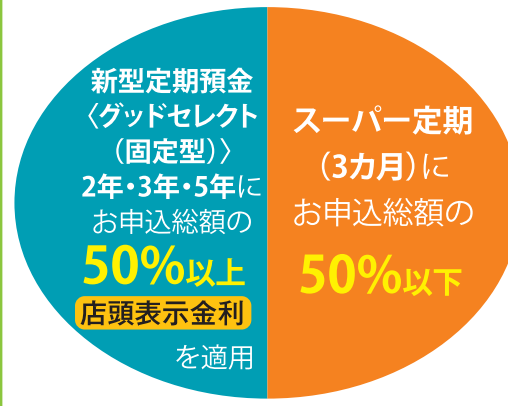 新型定期預金
〈グッドセレクト
（固定型）〉
2年・3年・5年に
お申込総額の
50%以上
店頭表示金利
を適用
スーパー定期
（3カ月）に
お申込総額の
50%以下